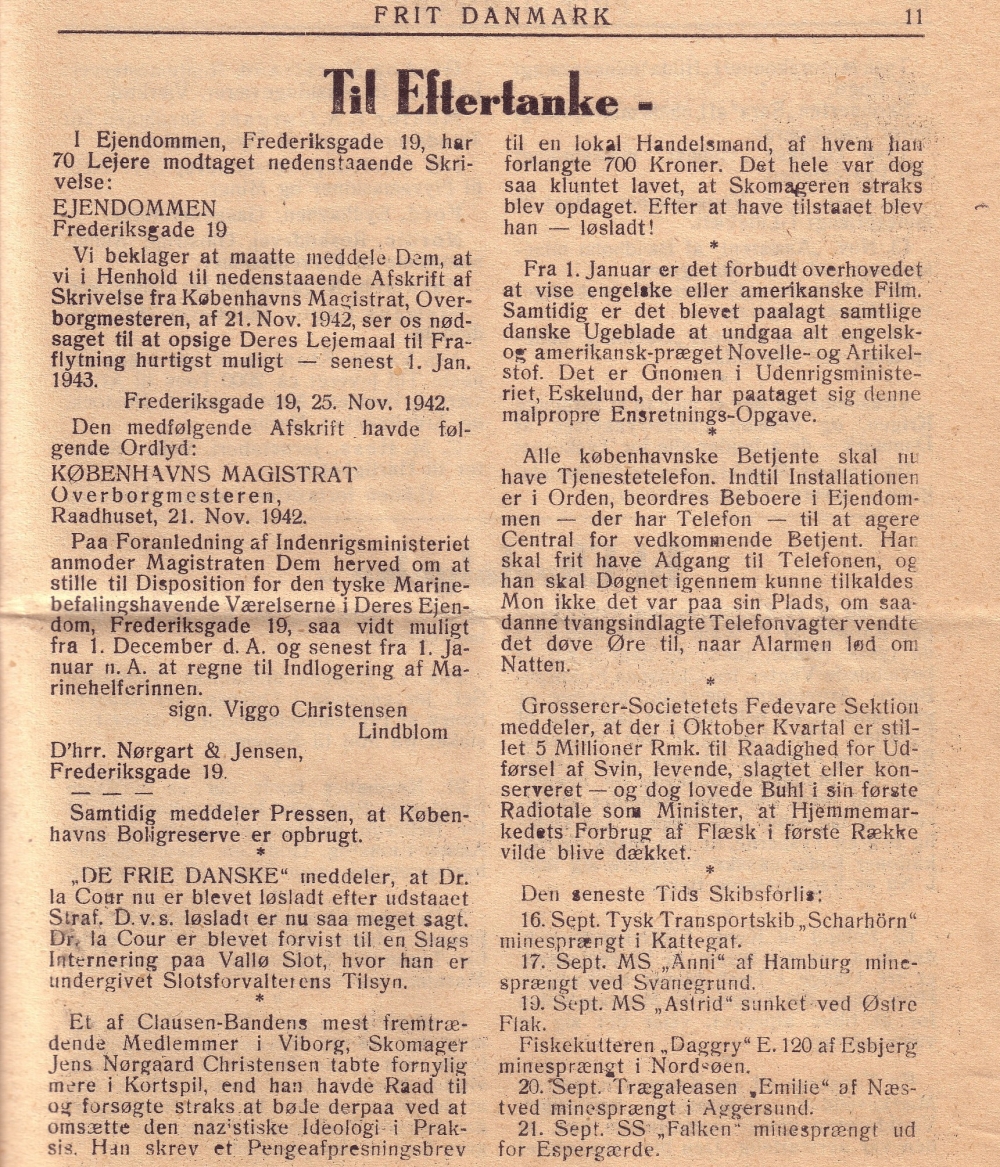 FRIT DANMARK 11
Til Eftertanke -
I Ejendommen, Frederiksgade 19, har
70 Lejere modtaget nedenstaaende Skri-
velse:
EJENDOMMEN
Frederiksgade 19
Vi beklager at maatte meddele Dem, at
vi i Henhold til nedenstaaende Afskrift af
Skrivelse fra Københavns Magistrat, Over-
borgmesteren, af 21. Nov. 1942, ser os nød-
saget til at opsige Deres Lejemaal til Fra-
flytning hurtigst muligt — senest 1. Jan.
1943.
Frederiksgade 19, 25. Nov. 1942.
Den medfølgende Afskrift havde føl-
gende Ordlyd:
KØBENHAVNS MAGISTRAT
Overborgmesteren,
Raadhuset, 21. Nov. 1942.
Paa Foranledning af Indenrigsministeriet
anmoder Magistraten Dem herved om at
stille til Disposition for den tyske Marine-
befalingshavende Værelserne i Deres Ejen-
dom, Frederiksgade 19, saa vidt muligt
fra 1. December d. A. og senest fra 1. Ja-
nuar n. A. at regne til Indlogering af Ma-
rinehelferinnen.
sign. Viggo Christensen
Lindblom
D'hrr. Nørgart & Jensen,
Frederiksgade 19.
— — —
Samtidig meddeler Pressen, at Køben-
havns Boligreserve er opbrugt.
*
„DE FRIE DANSKE“ meddeler, at Dr.
la Cour nu er blevet løsladt efter udstaaet
Straf. D. v. s. løsladt er nu saa meget sagt.
Dr. la Cour er blevet forvist til en Slags
Internering paa Vallø Slot, hvor han er
undergivet Slotsforvalterens Tilsyn.
*
Et af Clausen-Bandens mest fremtræ-
dende Medlemmer i Viborg, Skomager
Jens Nørgaard Christensen tabte fornylig
mere i Kortspil, end han havde Raad til
og forsøgte straks at bøde derpaa ved at
omsætte den nazistiske Ideologi i Prak-
sis. Han skrev et Pengeafpresningsbrev
til en lokal Handelsmand, af hvem han
forlangte 700 Kroner. Det hele var dog
saa kluntet lavet, at Skomageren straks
blev opdaget. Efter at have tilstaaet blev
han — løsladt!
*
Fra 1. Januar er det forbudt overhovedet
at vise engelske eller amerikanske Film.
Samtidig er det blevet paalagt samtlige
danske Ugeblade at undgaa alt engelsk-
og amerikansk-præget Novelle- og Artikel-
stof. Det er Gnomen i Udenrigsministe-
riet, Eskelund, der har paataget sig denne
malpropre Ensretnings-Opgave.
*
Alle københavnske Betjente skal nu
have Tjenestetelefon. Indtil Installationen
er i Orden, beordres Beboere i Ejendom-
men — der har Telefon — til at agere
Central for vedkommende Betjent. Han
skal frit have Adgang til Telefonen, og
han skal Døgnet igennem kunne tilkaldes
Mon ikke det var paa sin Plads, om saa-
danne tvangsindlagte Telefonvagter vendte
det døve Øre til, naar Alarmen lød om
Natten.
*
Grosserer-Societetets Fedevare Sektion
meddeler, at der i Oktober Kvartal er stil-
let 5 Millioner Rmk. til Raadighed for Ud-
førsel af Svin, levende, slagtet eller kon-
serveret — og dog lovede Buhl i sin første
Radiotale som Minister, at Hjemmemar-
kedets Forbrug af Flæsk i første Række
vilde blive dækket.
*
Den seneste Tids Skibsforlis:
16. Sept. Tysk Transportskib „Scharhörn“
minesprængt i Kattegat.
17. Sept. MS „Anni“ af Hamburg mine-
sprængt ved Svanegrund.
19. Sept. MS „Astrid“ sunket ved Østre
Flak.
Fiskekutteren „Daggry“ E. 120 af Esbjerg
minesprængt i Nordsøen.
20. Sept. Trægaleasen „Emilie“ af Næs-
tved minesprængt i Aggersund.
21. Sept. SS „Falken“ minesprængt ud
for Espergærde.